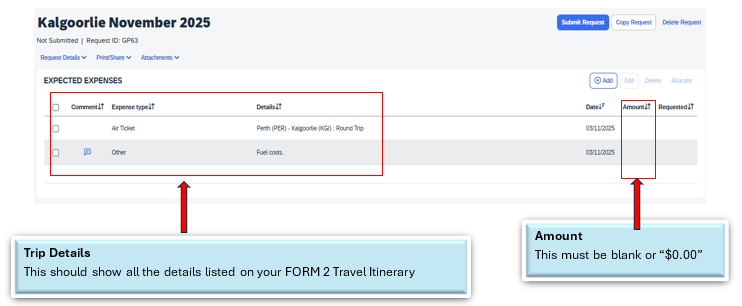 Kalgoorlie November 2025
Submit Request Copy Request Delete Request
Not Submitted | Request ID: GP63
Request Details Print/Share Attachments
EXPECTED EXPENSES
Add Edit Delete Allocate
Comment Expense type Details Date Amount Requested
Air Ticket Perth (PER) - Kalgoorlie (KGI) : Round Trip 03/11/2025
Other Fuel costs. 03/11/2025
Trip Details
This should show all the details listed on your FORM 2 Travel Itinerary
Amount
This must be blank or “$0.00”